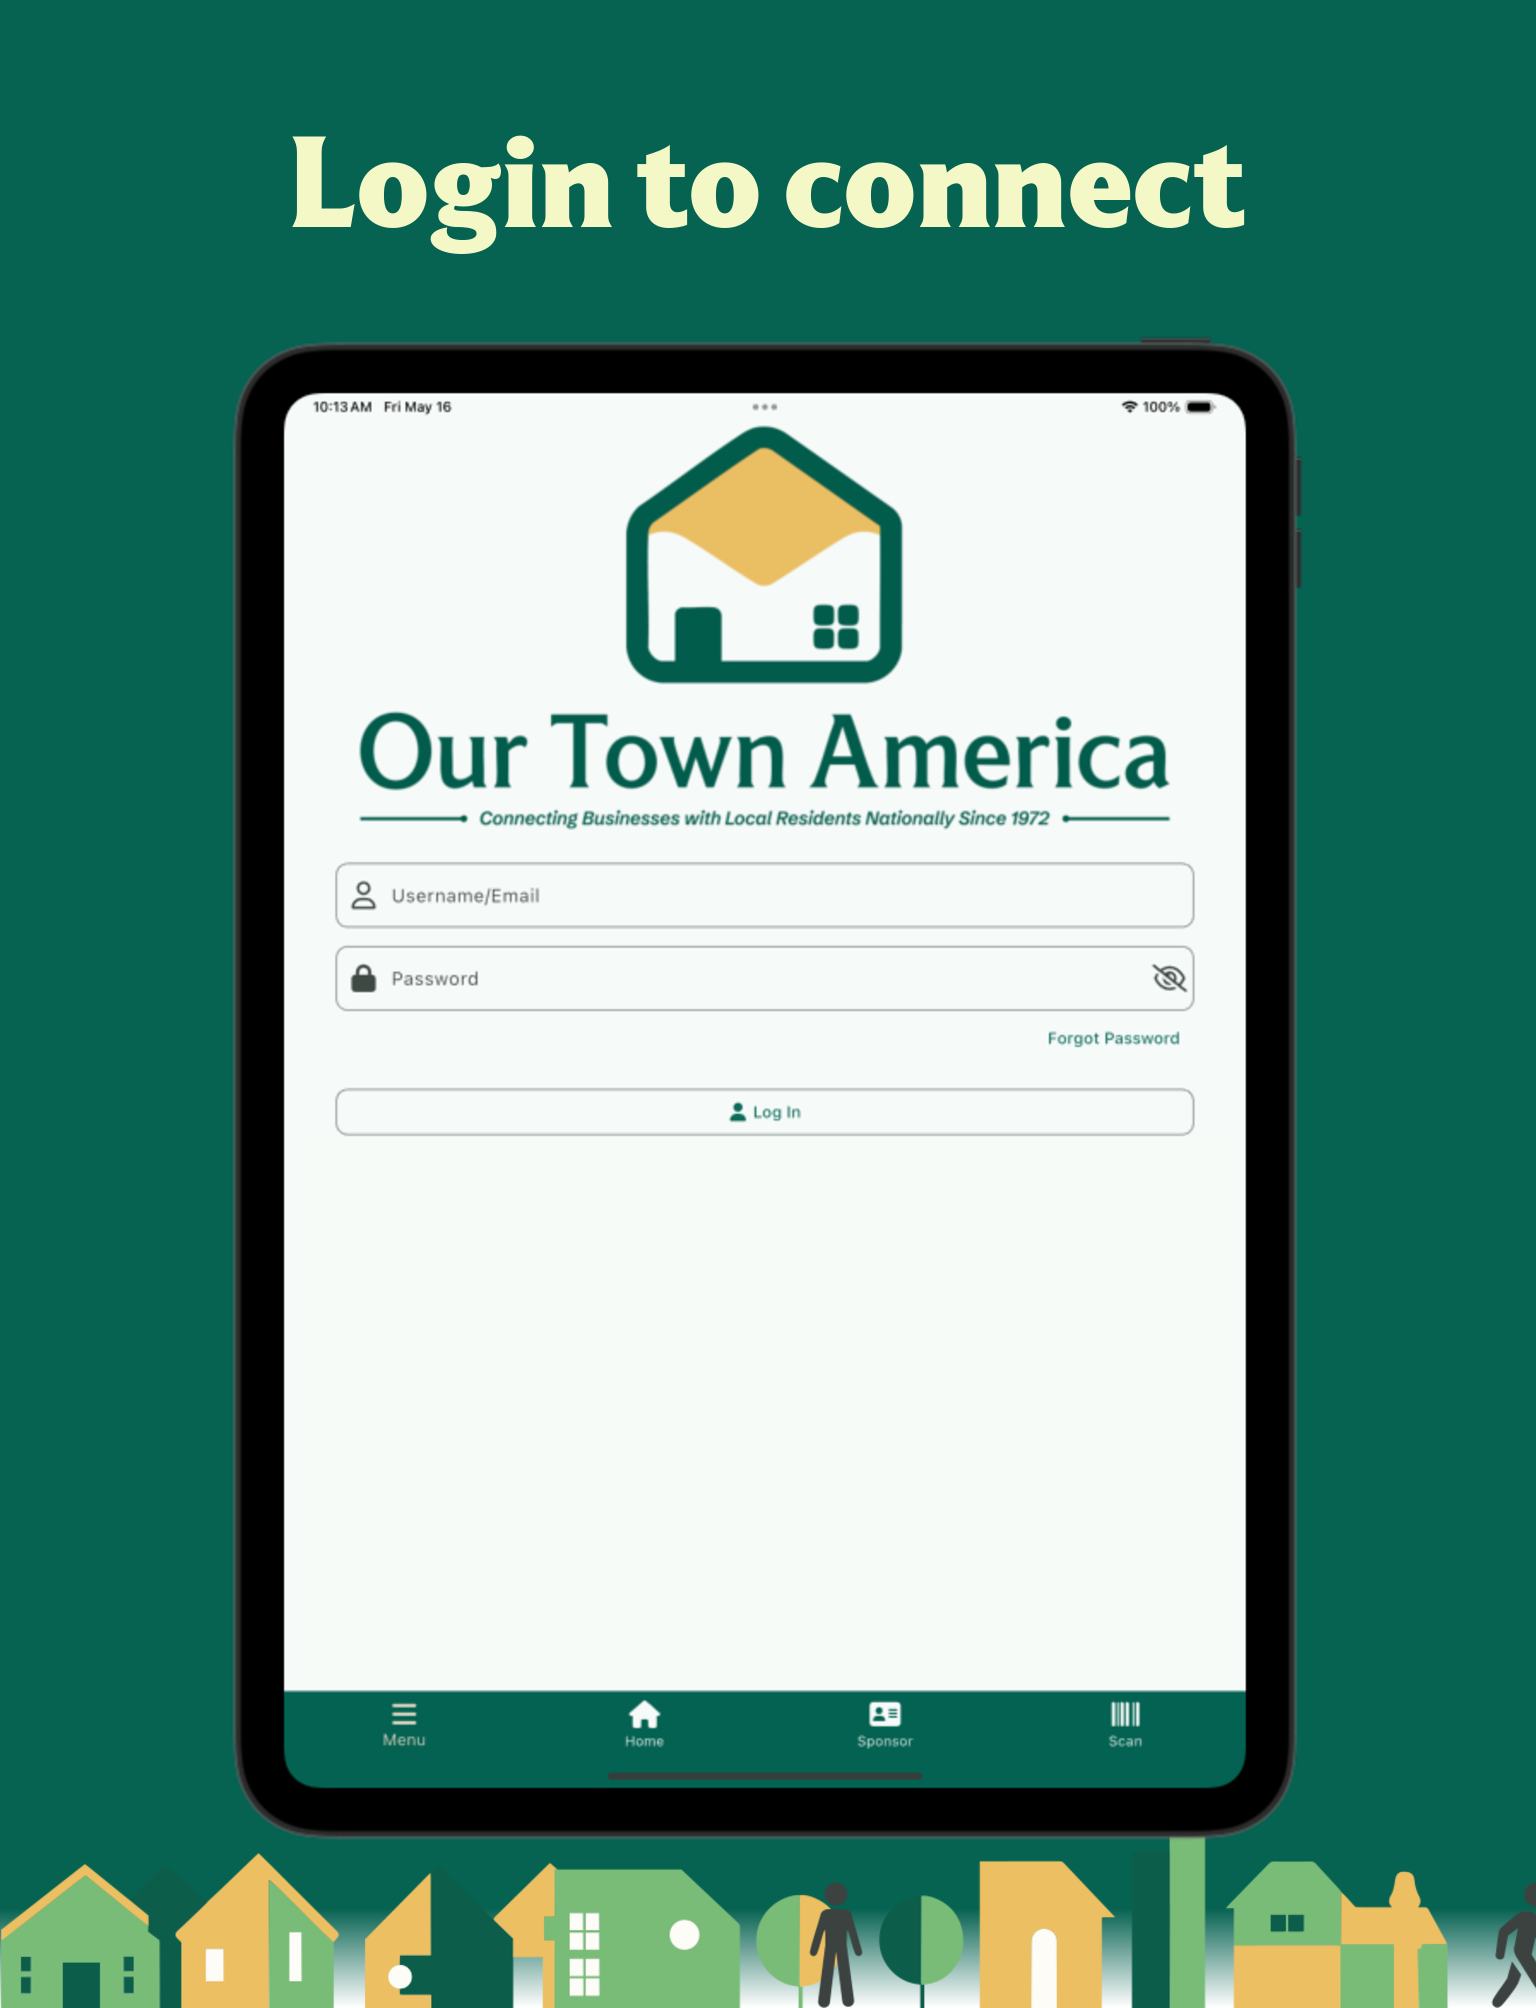 Login to connect
10:13 AM Fri May 16
100%
Our Town America
Connecting Businesses with Local Residents Nationally Since 1972
Username/Email
Password
Forgot Password
Log In
Menu Home Sponsor Scan